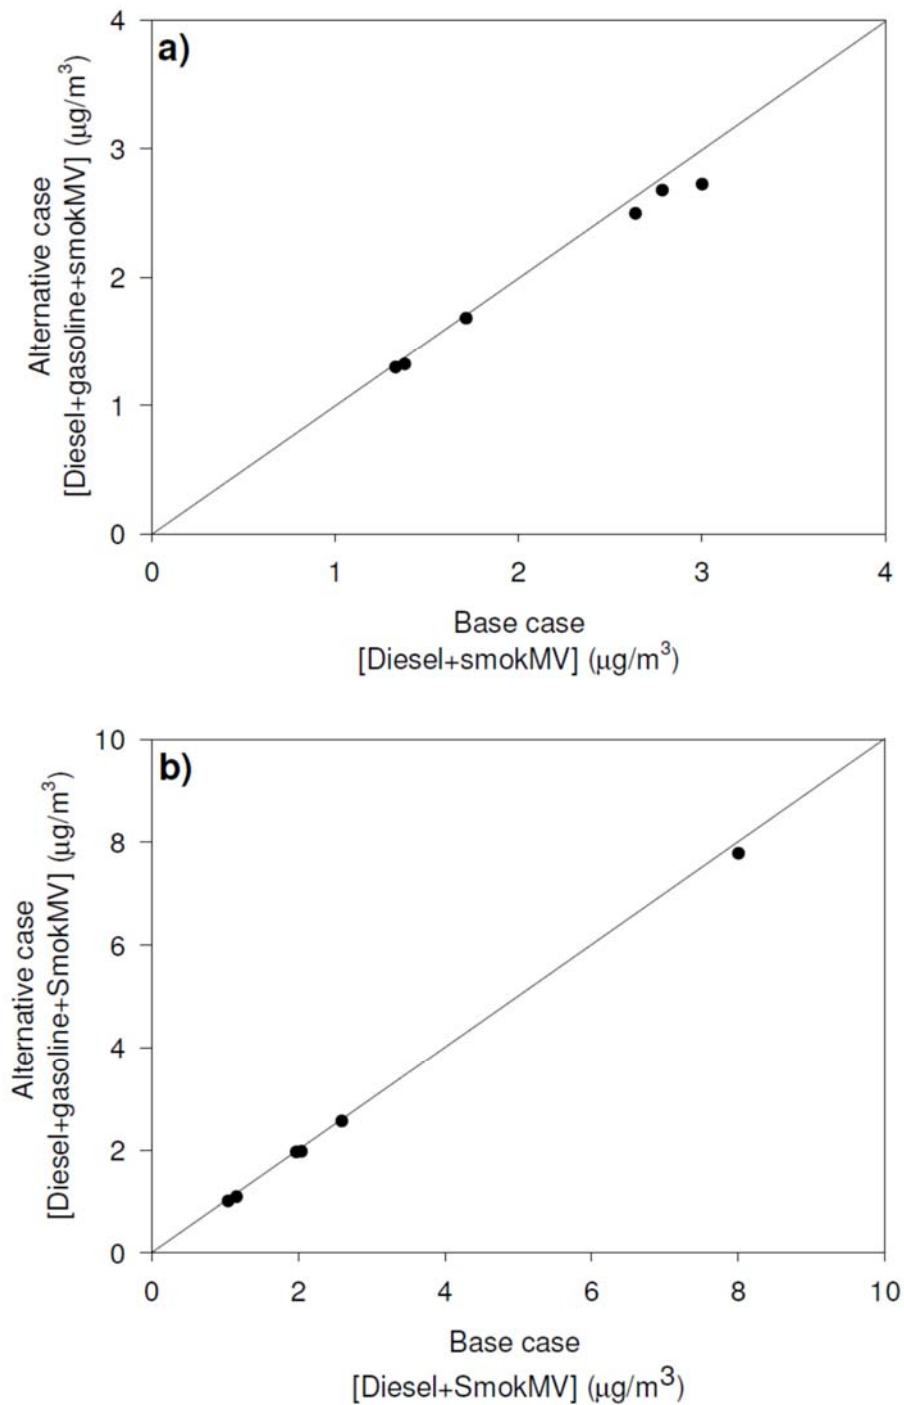 a)
4
3
2
1
0
Alternative case
[Diesel+gasoline+smokMV] (μg/m³)
0 1 2 3 4
Base case
[Diesel+smokMV] (μg/m³)
b)
10
8
6
4
2
0
Alternative case
[Diesel+gasoline+SmokMV] (μg/m³)
0 2 4 6 8 10
Base case
[Diesel+SmokMV] (μg/m³)